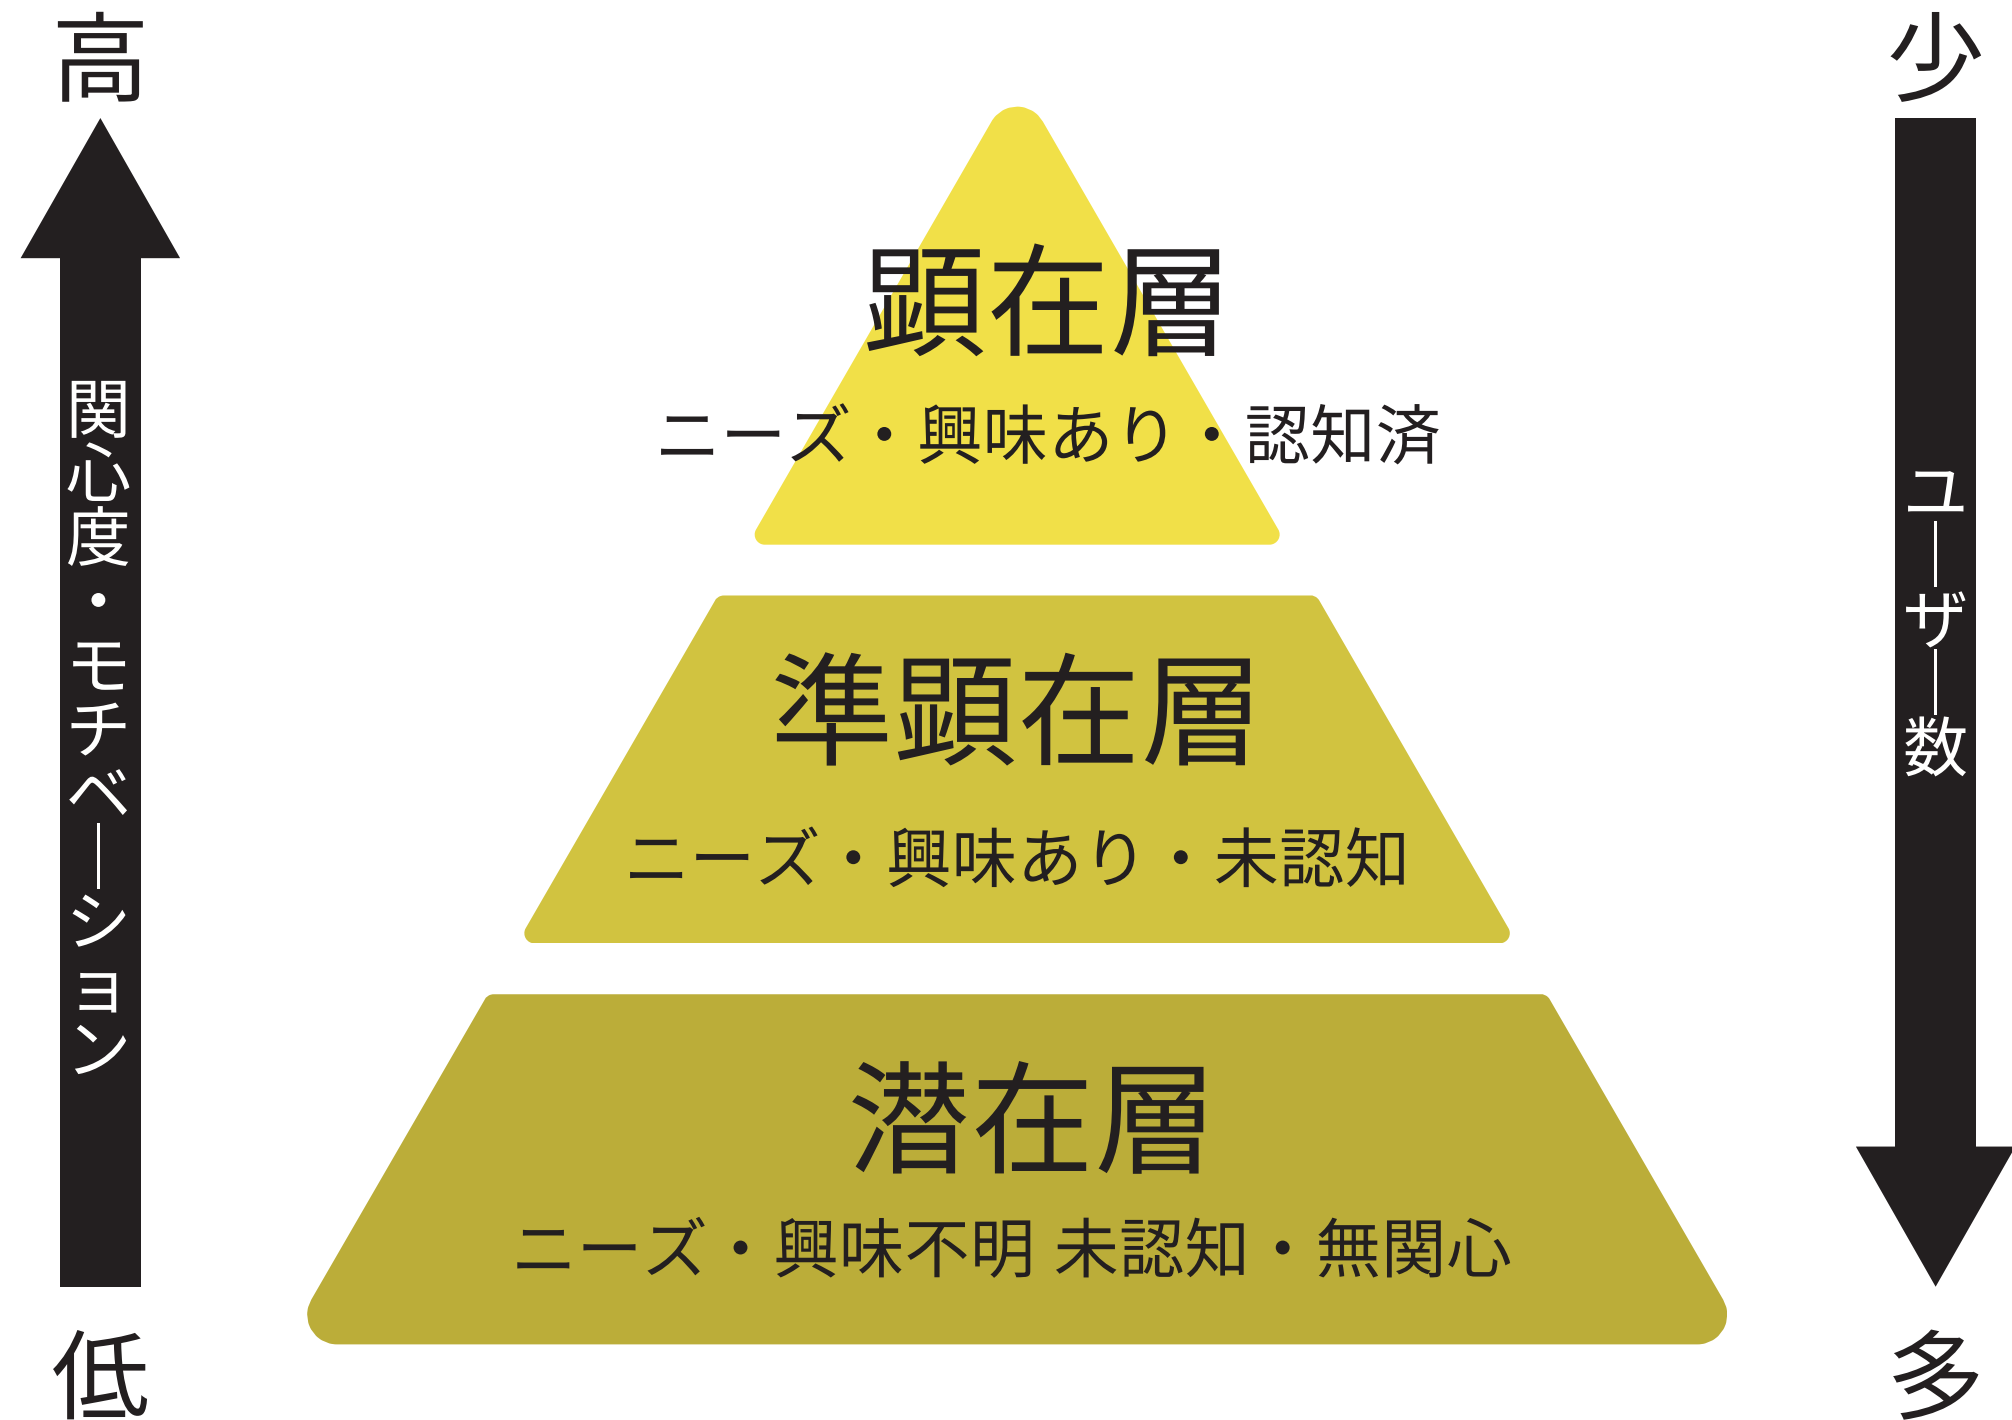 高
少
関心度・モチベーション
顕在層
ニーズ・興味あり・認知済
準顕在層
ニーズ・興味あり・未認知
潜在層
ニーズ・興味不明 未認知・無関心
ユーザー数
低
多